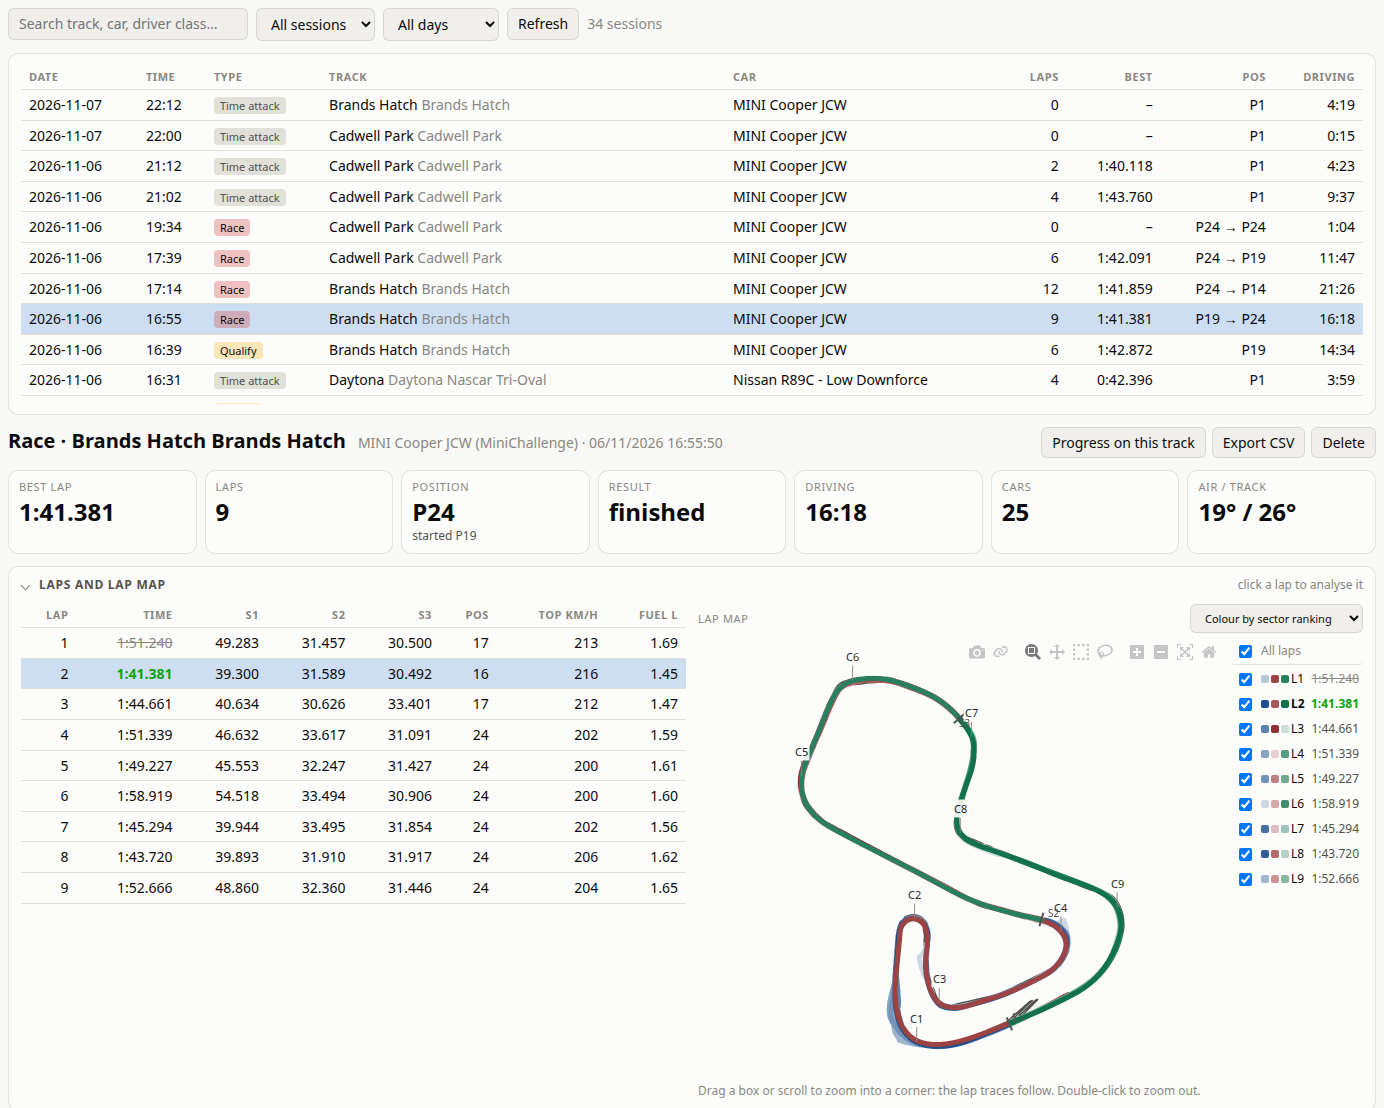 Search track, car, driver class...
All sessions
All days
Refresh
34 sessions
DATE TIME TYPE TRACK CAR LAPS BEST POS DRIVING
2026-11-07 22:12 Time attack Brands Hatch Brands Hatch MINI Cooper JCW 0 – P1 4:19
2026-11-07 22:00 Time attack Cadwell Park Cadwell Park MINI Cooper JCW 0 – P1 0:15
2026-11-06 21:12 Time attack Cadwell Park Cadwell Park MINI Cooper JCW 2 1:40.118 P1 4:23
2026-11-06 21:02 Time attack Cadwell Park Cadwell Park MINI Cooper JCW 4 1:43.760 P1 9:37
2026-11-06 19:34 Race Cadwell Park Cadwell Park MINI Cooper JCW 0 – P24 → P24 1:04
2026-11-06 17:39 Race Cadwell Park Cadwell Park MINI Cooper JCW 6 1:42.091 P24 → P19 11:47
2026-11-06 17:14 Race Brands Hatch Brands Hatch MINI Cooper JCW 12 1:41.859 P24 → P14 21:26
2026-11-06 16:55 Race Brands Hatch Brands Hatch MINI Cooper JCW 9 1:41.381 P19 → P24 16:18
2026-11-06 16:39 Qualify Brands Hatch Brands Hatch MINI Cooper JCW 6 1:42.872 P19 14:34
2026-11-06 16:31 Time attack Daytona Daytona Nascar Tri-Oval Nissan R89C - Low Downforce 4 0:42.396 P1 3:59
Race · Brands Hatch Brands Hatch MINI Cooper JCW (MiniChallenge) · 06/11/2026 16:55:50
Progress on this track
Export CSV
Delete
BEST LAP
1:41.381
LAPS
9
POSITION
P24
started P19
RESULT
finished
DRIVING
16:18
CARS
25
AIR / TRACK
19° / 26°
LAPS AND LAP MAP
click a lap to analyse it
LAP TIME S1 S2 S3 POS TOP KM/H FUEL L
1 1:51.240 49.283 31.457 30.500 17 213 1.69
2 1:41.381 39.300 31.589 30.492 16 216 1.45
3 1:44.661 40.634 30.626 33.401 17 212 1.47
4 1:51.339 46.632 33.617 31.091 24 202 1.59
5 1:49.227 45.553 32.247 31.427 24 200 1.61
6 1:58.919 54.518 33.494 30.906 24 200 1.60
7 1:45.294 39.944 33.495 31.854 24 202 1.56
8 1:43.720 39.893 31.910 31.917 24 206 1.62
9 1:52.666 48.860 32.360 31.446 24 204 1.65
LAP MAP
Colour by sector ranking
C6
C7
C5
C8
C9
C2
S2
C4
C3
C1
All laps
L1 1:51.240
L2 1:41.381
L3 1:44.661
L4 1:51.339
L5 1:49.227
L6 1:58.919
L7 1:45.294
L8 1:43.720
L9 1:52.666
Drag a box or scroll to zoom into a corner: the lap traces follow. Double-click to zoom out.